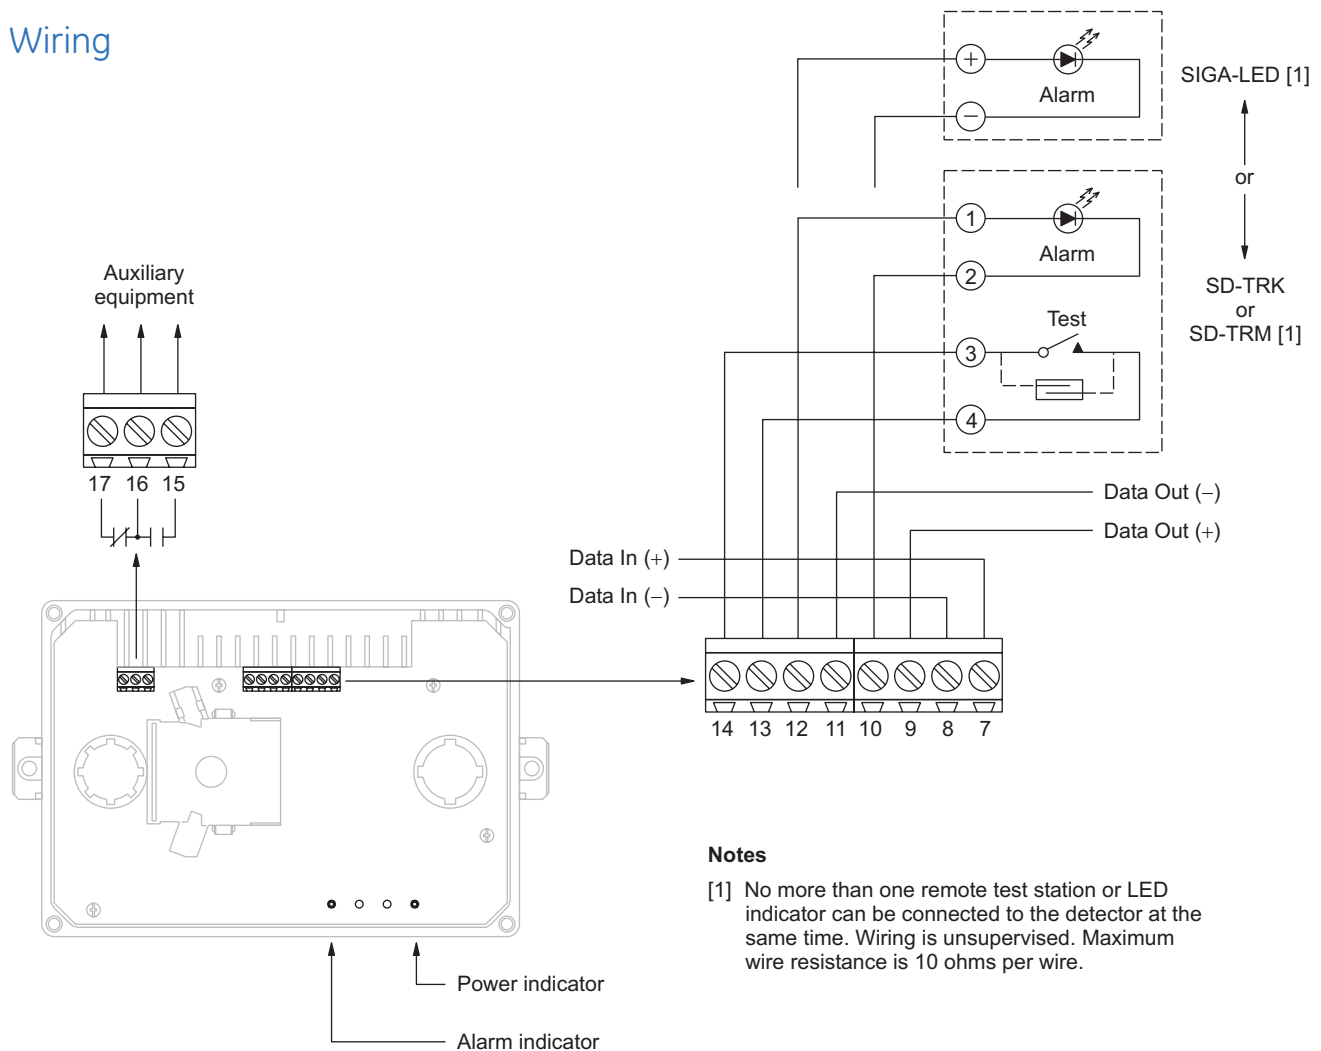 Wiring
+
Alarm
−
SIGA-LED [1]
or
1
Alarm
2
SD-TRK
or
SD-TRM [1]
Test
3
4
Auxiliary
equipment
17 16 15
Data Out (−)
Data Out (+)
Data In (+)
Data In (−)
14 13 12 11 10 9 8 7
Notes
[1] No more than one remote test station or LED
indicator can be connected to the detector at the
same time. Wiring is unsupervised. Maximum
wire resistance is 10 ohms per wire.
Power indicator
Alarm indicator